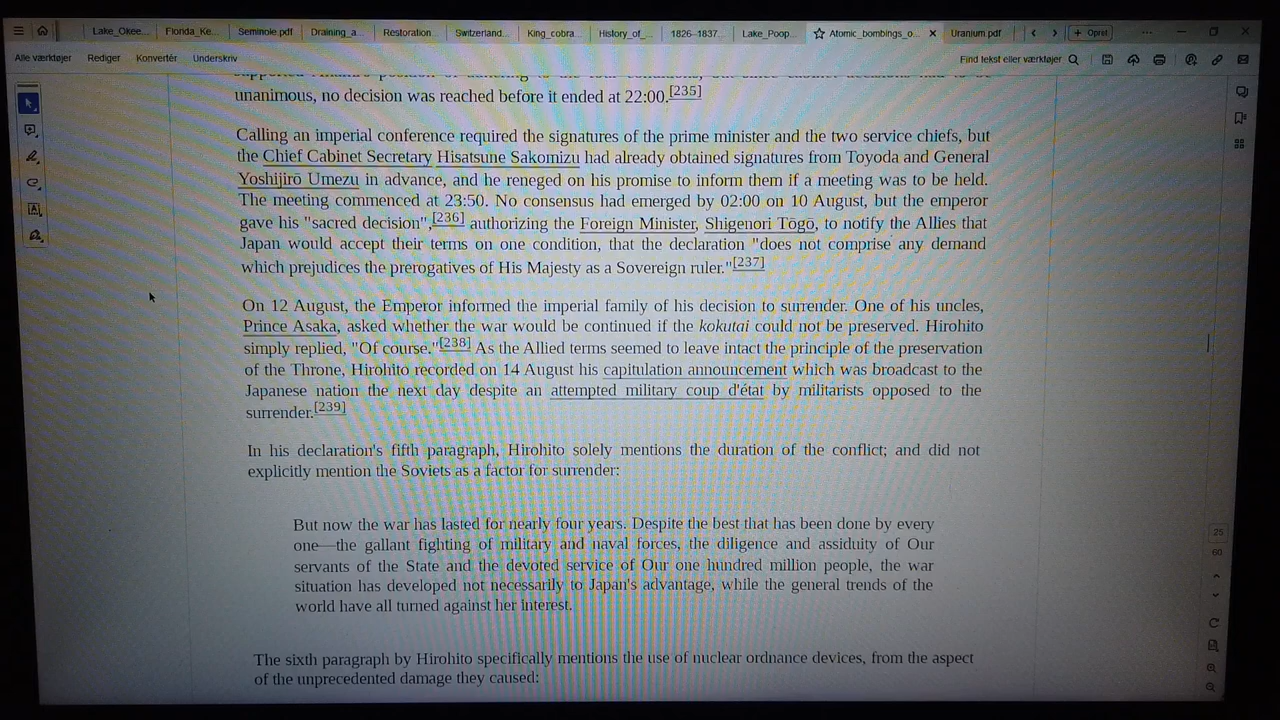 Lake_Okee...
Florida_Ke...
Seminole.pdf
Draining_a...
Restoration...
Switzerland...
King_cobra...
History_of_...
1826–1837...
Lake_Poop...
Atomic_bombings_o...
Uranium.pdf
+ Opret
Alle værktøjer
Rediger
Konvertér
Underskriv
Find tekst eller værktøjer
unanimous, no decision was reached before it ended at 22:00.[235]
Calling an imperial conference required the signatures of the prime minister and the two service chiefs, but
the Chief Cabinet Secretary Hisatsune Sakomizu had already obtained signatures from Toyoda and General
Yoshijirō Umezu in advance, and he reneged on his promise to inform them if a meeting was to be held.
The meeting commenced at 23:50. No consensus had emerged by 02:00 on 10 August, but the emperor
gave his "sacred decision",[236] authorizing the Foreign Minister, Shigenori Tōgō, to notify the Allies that
Japan would accept their terms on one condition, that the declaration "does not comprise any demand
which prejudices the prerogatives of His Majesty as a Sovereign ruler."[237]
On 12 August, the Emperor informed the imperial family of his decision to surrender. One of his uncles,
Prince Asaka, asked whether the war would be continued if the kokutai could not be preserved. Hirohito
simply replied, "Of course."[238] As the Allied terms seemed to leave intact the principle of the preservation
of the Throne, Hirohito recorded on 14 August his capitulation announcement which was broadcast to the
Japanese nation the next day despite an attempted military coup d'état by militarists opposed to the
surrender.[239]
In his declaration's fifth paragraph, Hirohito solely mentions the duration of the conflict; and did not
explicitly mention the Soviets as a factor for surrender:
But now the war has lasted for nearly four years. Despite the best that has been done by every
one—the gallant fighting of military and naval forces, the diligence and assiduity of Our
servants of the State and the devoted service of Our one hundred million people, the war
situation has developed not necessarily to Japan's advantage, while the general trends of the
world have all turned against her interest.
The sixth paragraph by Hirohito specifically mentions the use of nuclear ordnance devices, from the aspect
of the unprecedented damage they caused:
25
60